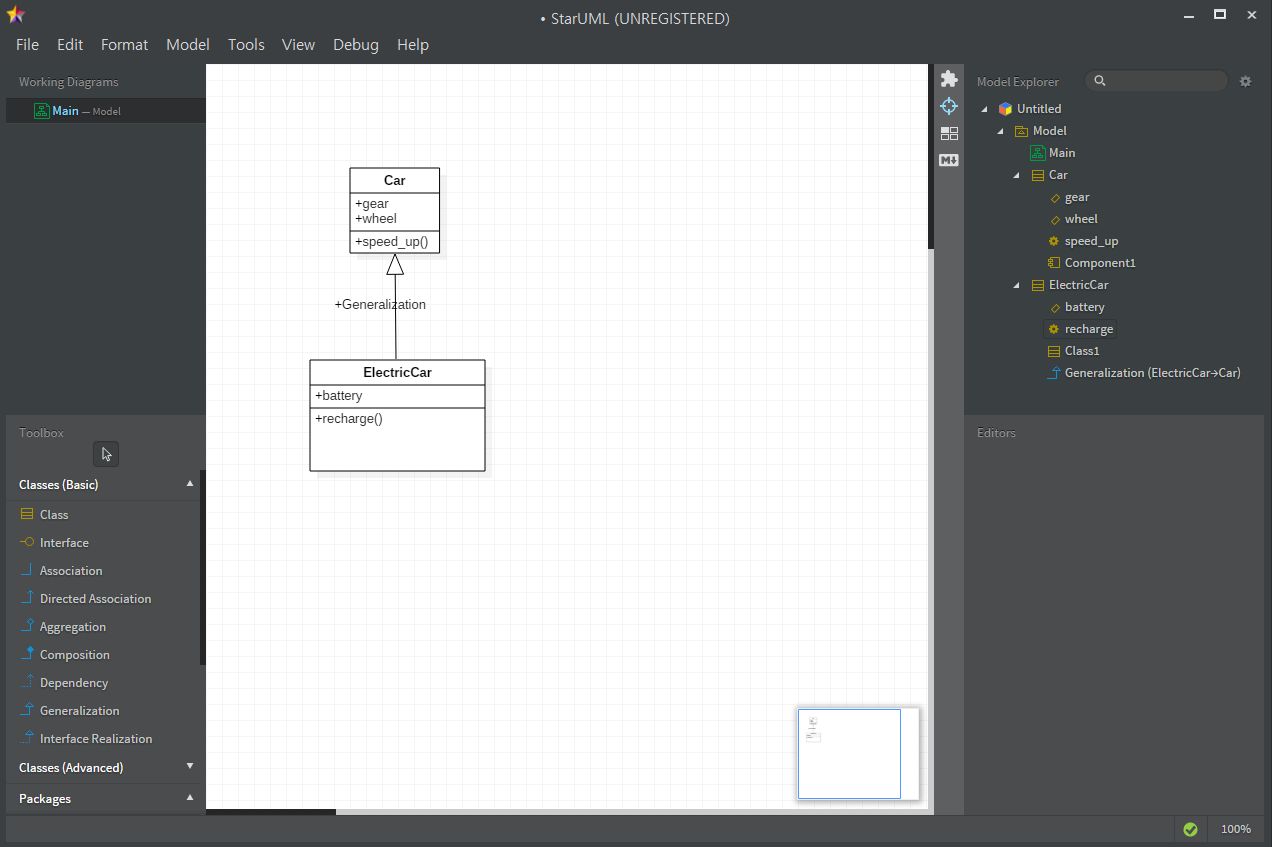 • StarUML (UNREGISTERED)
File Edit Format Model Tools View Debug Help
Working Diagrams
Main — Model
Toolbox
Classes (Basic)
Class
Interface
Association
Directed Association
Aggregation
Composition
Dependency
Generalization
Interface Realization
Classes (Advanced)
Packages
Car
+gear
+wheel
+speed_up()
+Generalization
ElectricCar
+battery
+recharge()
M
Model Explorer
Untitled
Model
Main
Car
gear
wheel
speed_up
Component1
ElectricCar
battery
recharge
Class1
Generalization (ElectricCar→Car)
Editors
100%